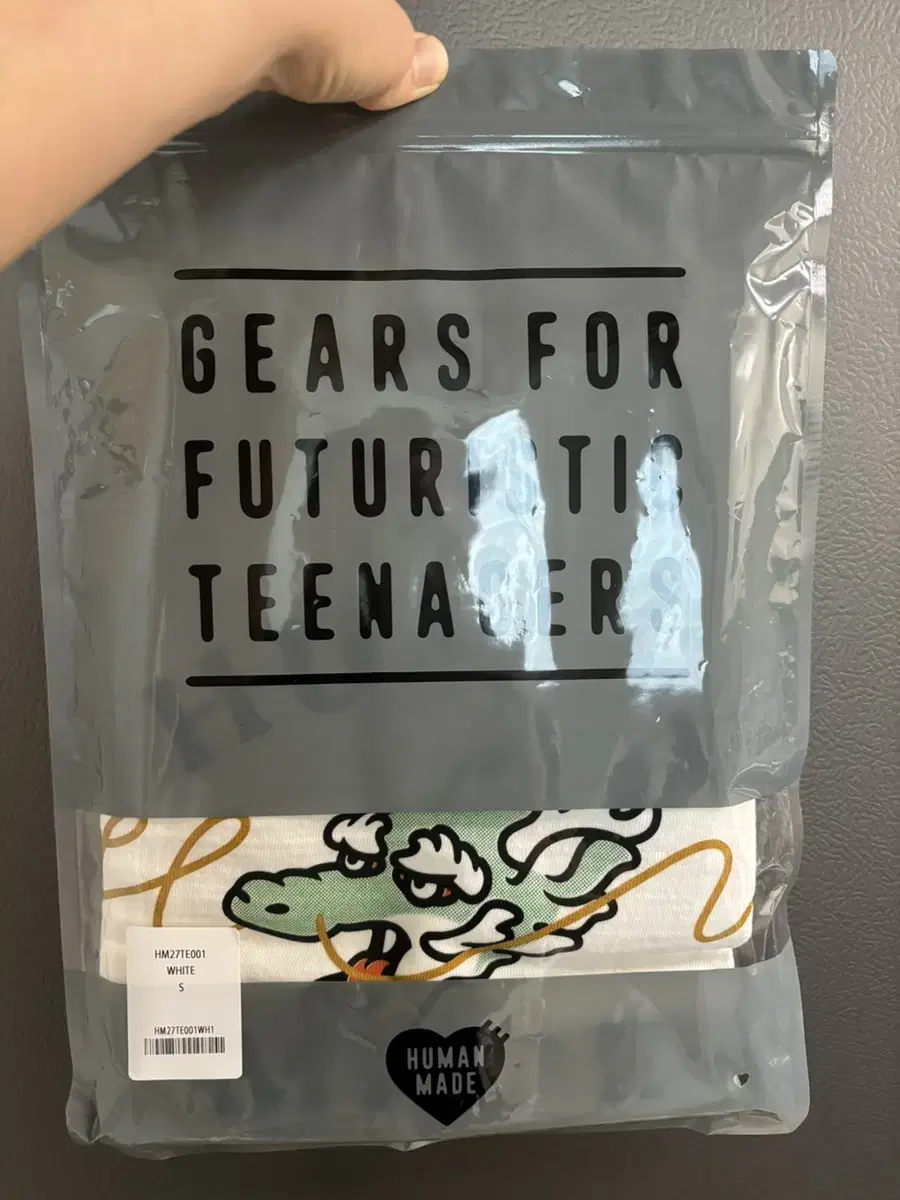 GEARS FOR
FUTURISTIC
TEENAGERS
HM27TE001
WHITE
S
HM27TE001WH1
HUMAN
MADE